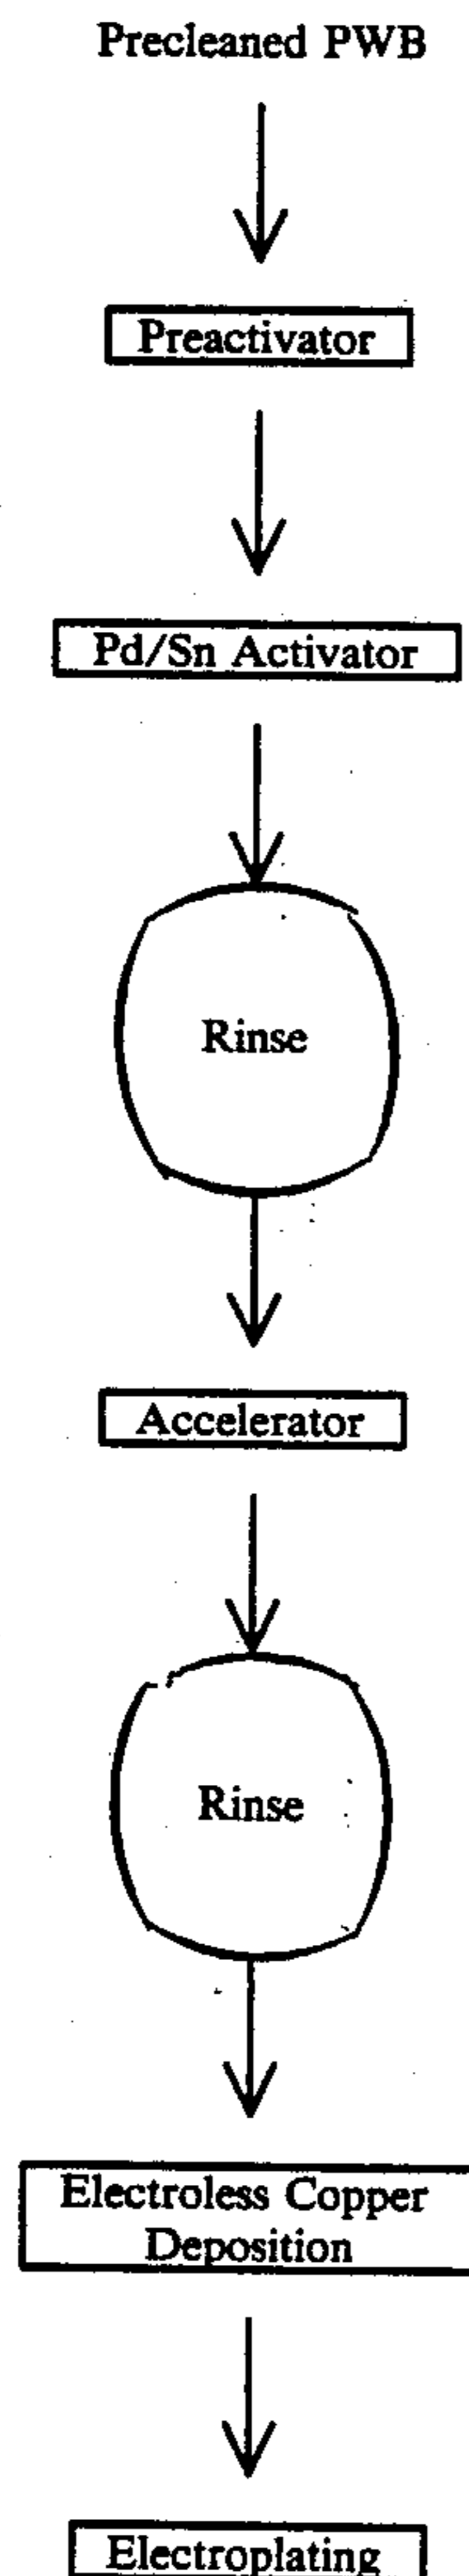 Precleaned PWB
Preactivator
Pd/Sn Activator
Rinse
Accelerator
Rinse
Electroless Copper
Deposition
Electroplating